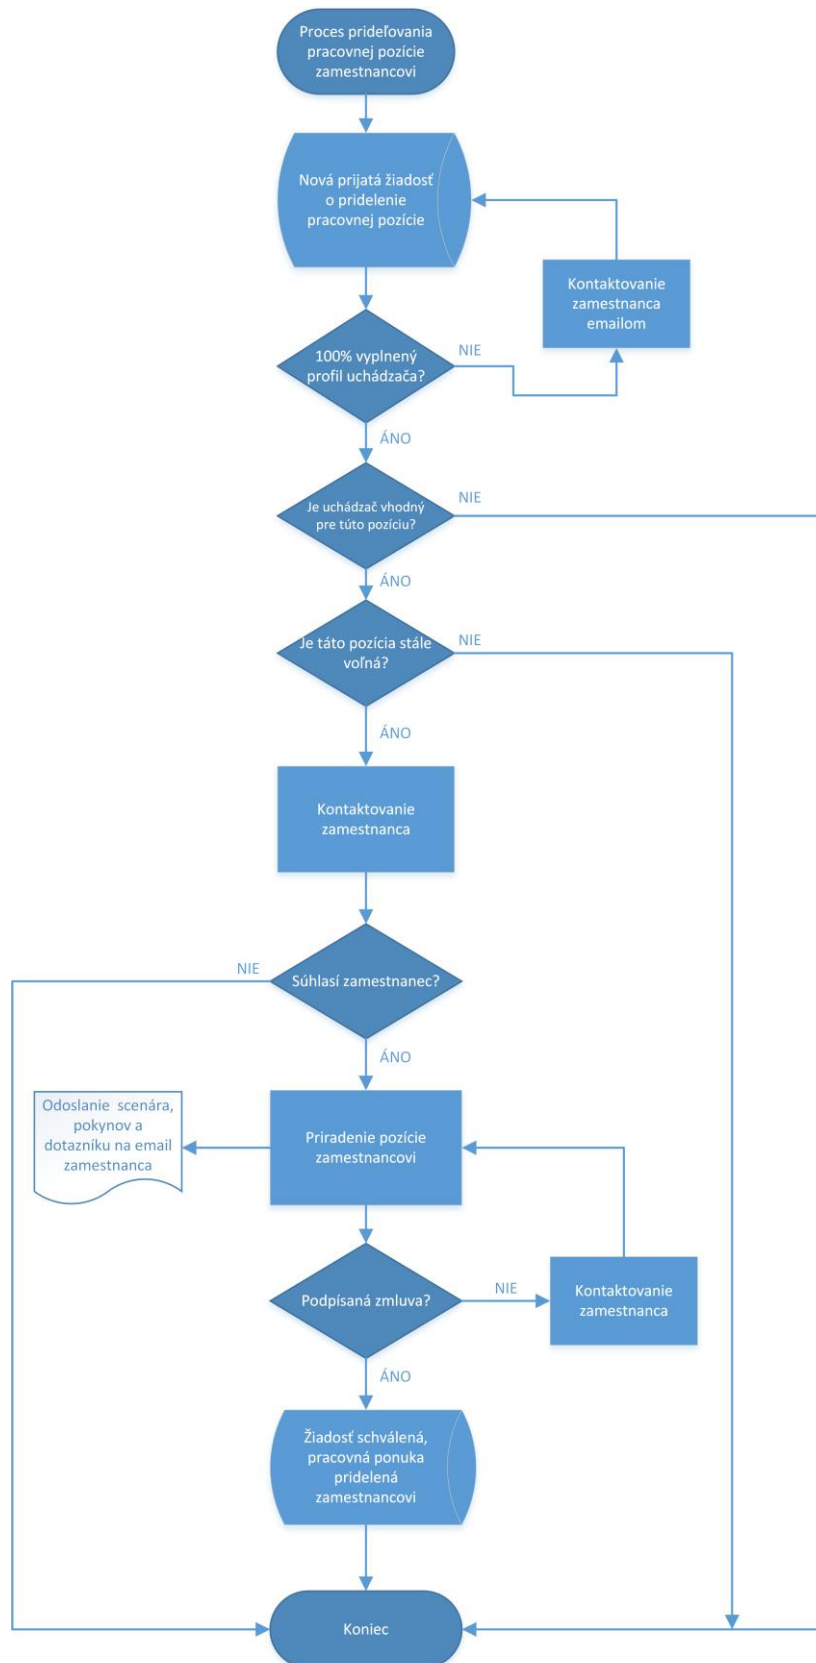 Proces prideľovania
pracovnej pozície
zamestnancovi
Nová prijatá žiadosť
o pridelenie
pracovnej pozície
Kontaktovanie
zamestnanca
emailom
100% vyplnený
profil uchádzača?
NIE
ÁNO
Je uchádzač vhodný
pre túto pozíciu?
NIE
ÁNO
Je táto pozícia stále
voľná?
NIE
ÁNO
Kontaktovanie
zamestnanca
NIE
Súhlasí zamestnanec?
ÁNO
Odoslanie scenára,
pokynov a
dotazníku na email
zamestnanca
Priradenie pozície
zamestnancovi
Podpísaná zmluva?
NIE
Kontaktovanie
zamestnanca
ÁNO
Žiadosť schválená,
pracovná ponuka
pridelená
zamestnancovi
Koniec